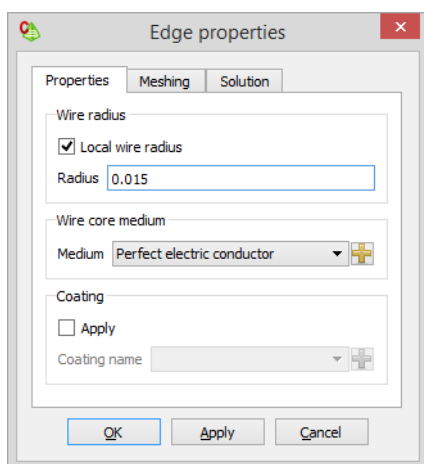 Edge properties
Properties Meshing Solution
Wire radius
Local wire radius
Radius 0.015
Wire core medium
Medium Perfect electric conductor
Coating
Apply
Coating name
OK Apply Cancel